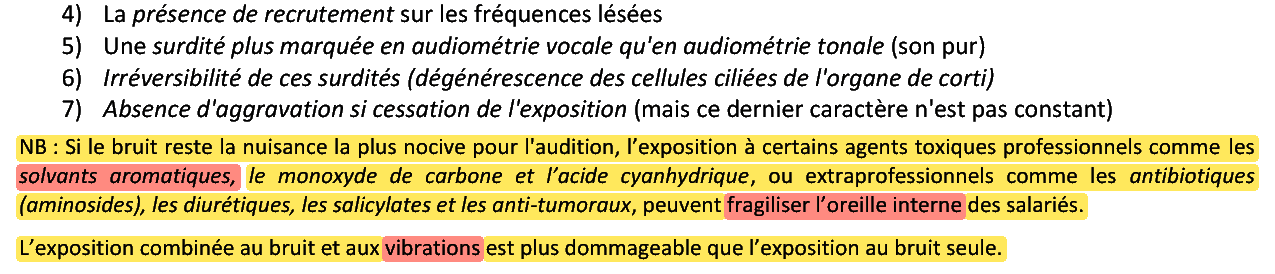 4) La présence de recrutement sur les fréquences lésées
5) Une surdité plus marquée en audiométrie vocale qu'en audiométrie tonale (son pur)
6) Irréversibilité de ces surdités (dégénérescence des cellules ciliées de l'organe de corti)
7) Absence d'aggravation si cessation de l'exposition (mais ce dernier caractère n'est pas constant)
NB : Si le bruit reste la nuisance la plus nocive pour l'audition, l’exposition à certains agents toxiques professionnels comme les
solvants aromatiques, le monoxyde de carbone et l’acide cyanhydrique, ou extraprofessionnels comme les antibiotiques
(aminosides), les diurétiques, les salicylates et les anti-tumoraux, peuvent fragiliser l’oreille interne des salariés.
L’exposition combinée au bruit et aux vibrations est plus dommageable que l’exposition au bruit seule.